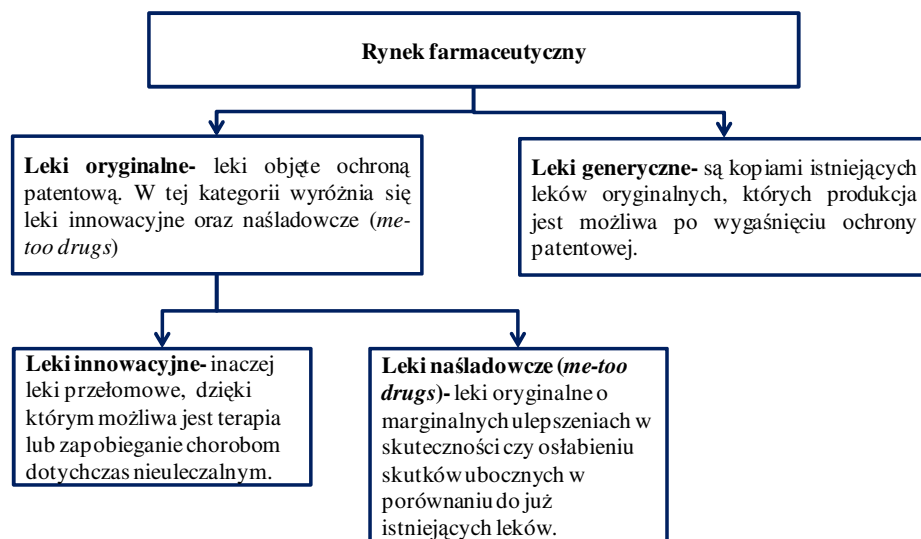 Rynek farmaceutyczny
Leki oryginalne- leki objęte ochroną
patentową. W tej kategorii wyróżnia się
leki innowacyjne oraz naśladowcze (me-
too drugs)
Leki generyczne- są kopiami istniejących
leków oryginalnych, których produkcja
jest możliwa po wygaśnięciu ochrony
patentowej.
Leki innowacyjne- inaczej
leki przełomowe, dzięki
którym możliwa jest terapia
lub zapobieganie chorobom
dotychczas nieuleczalnym.
Leki naśladowcze (me-too
drugs)- leki oryginalne o
marginalnych ulepszeniach w
skuteczności czy osłabieniu
skutków ubocznych w
porównaniu do już
istniejących leków.